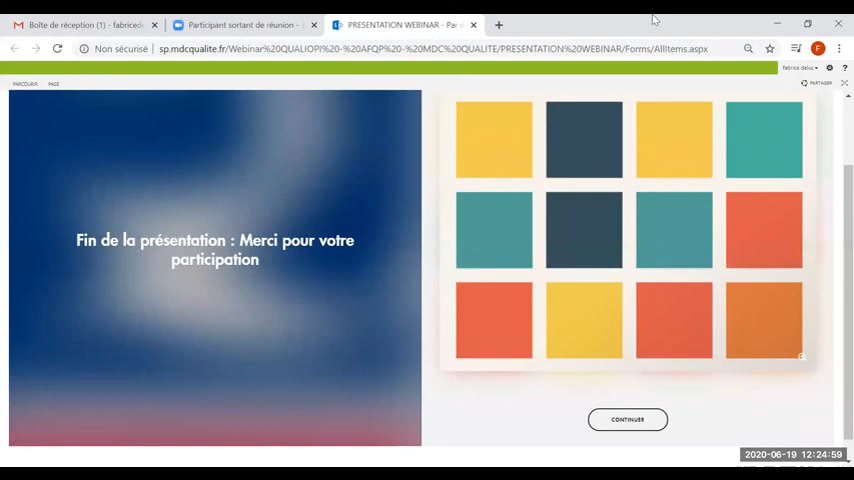 Boîte de réception (1) - fabricede
Participant sortant de réunion - z
PRESENTATION WEBINAR - Par d
Non sécurisé
sp.mdcqualite.fr/Webinar%20QUALIOPI%20-%20AFQP%20-%20MDC%20QUALITE/PRESENTATION%20WEBINAR/Forms/AllItems.aspx
F
fabrice deluc
?
PARCOURIR
PAGE
PARTAGER
Fin de la présentation : Merci pour votre
participation
CONTINUER
2020-06-19 12:24:59